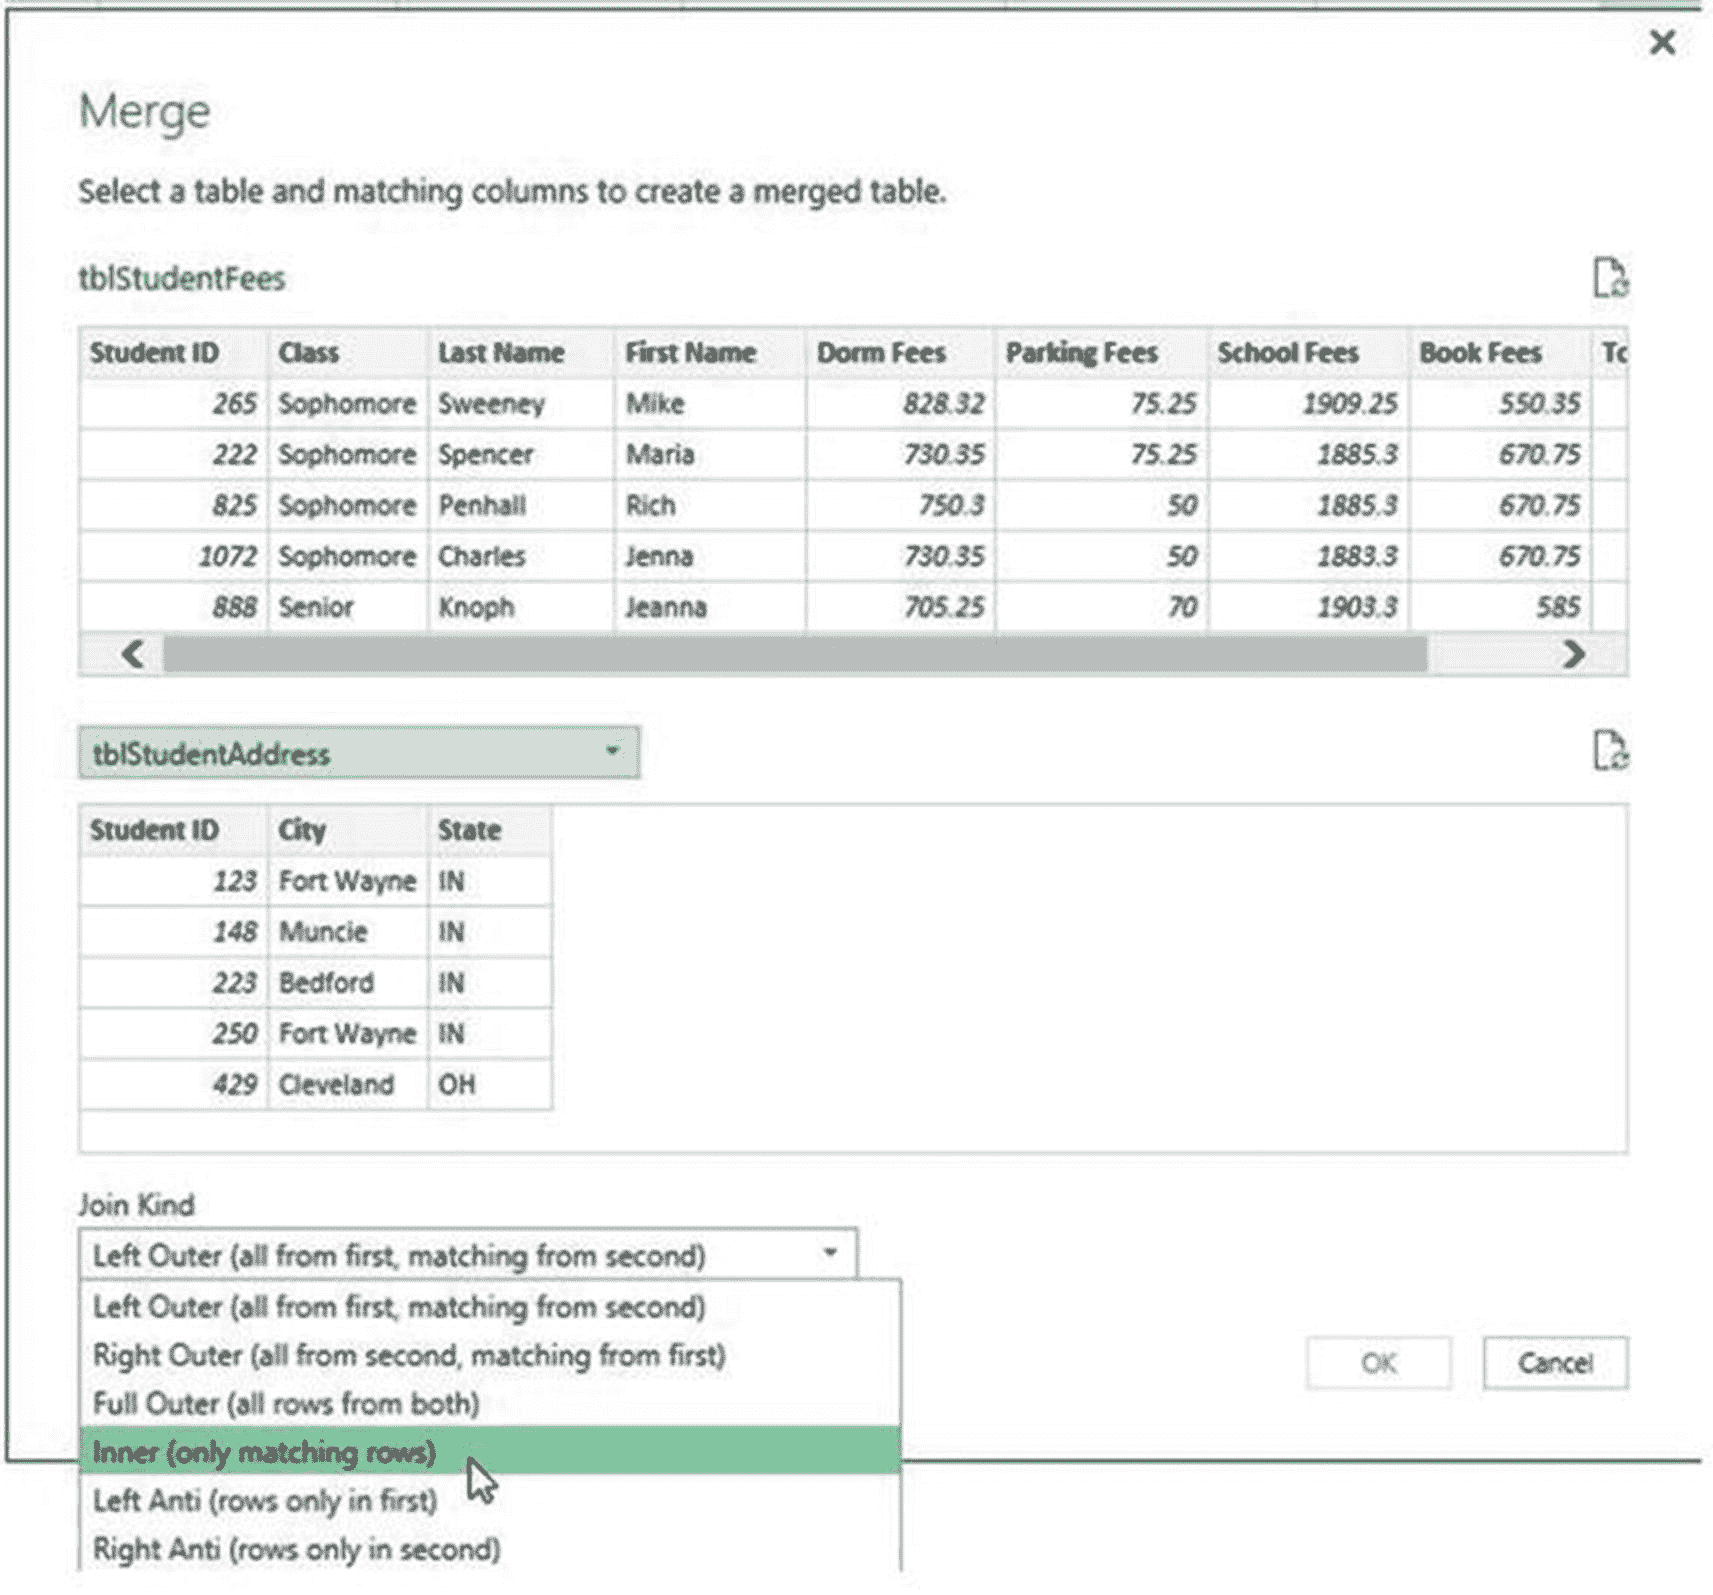 Merge
Select a table and matching columns to create a merged table.
tblStudentFees
Student ID Class Last Name First Name Dorm Fees Parking Fees School Fees Book Fees Tc
265 Sophomore Sweeney Mike 828.32 75.25 1909.25 550.35
222 Sophomore Spencer Maria 730.35 75.25 1885.3 670.75
825 Sophomore Penhall Rich 750.3 50 1885.3 670.75
1072 Sophomore Charles Jenna 730.35 50 1883.3 670.75
888 Senior Knoph Jeanna 705.25 70 1903.3 585
tblStudentAddress
Student ID City State
123 Fort Wayne IN
148 Muncie IN
223 Bedford IN
250 Fort Wayne IN
429 Cleveland OH
Join Kind
Left Outer (all from first, matching from second)
Left Outer (all from first, matching from second)
Right Outer (all from second, matching from first)
Full Outer (all rows from both)
Inner (only matching rows)
Left Anti (rows only in first)
Right Anti (rows only in second)
OK Cancel